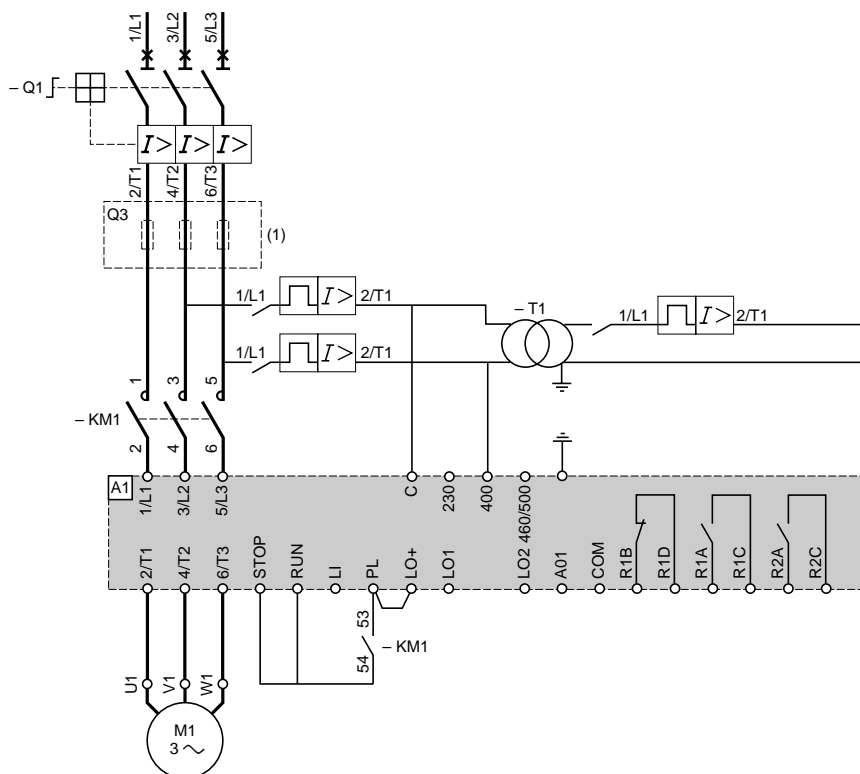 1/L1
3/L2
5/L3
– Q1
I >
I >
I >
2/T1
4/T2
6/T3
Q3
(1)
1/L1
I >
2/T1
– T1
1/L1
I >
2/T1
1/L1
I >
2/T1
1
3
5
– KM1
2
4
6
A1
1/L1
3/L2
5/L3
C
230
400
460/500
2/T1
4/T2
6/T3
STOP
RUN
LI
PL
LO+
LO1
LO2
A01
COM
R1B
R1D
R1A
R1C
R2A
R2C
53
– KM1
54
U1
V1
W1
M1
3